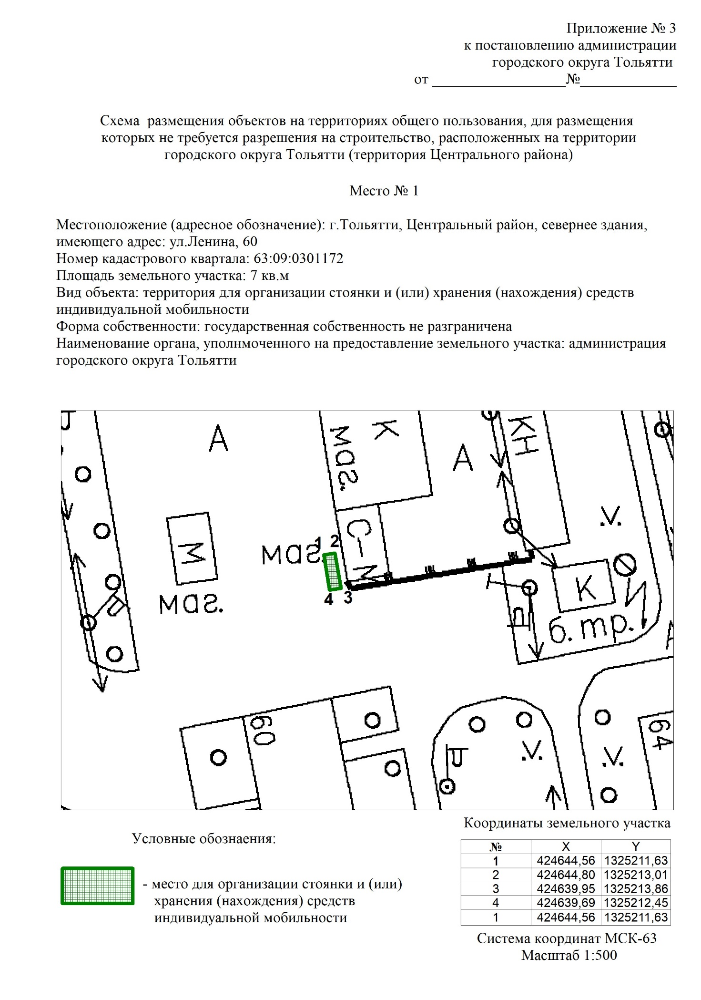 Приложение № 3
к постановлению администрации
городского округа Тольятти
от __________________№_____________
Схема размещения объектов на территориях общего пользования, для размещения
которых не требуется разрешения на строительство, расположенных на территории
городского округа Тольятти (территория Центрального района)
Место № 1
Местоположение (адресное обозначение): г.Тольятти, Центральный район, севернее здания,
имеющего адрес: ул.Ленина, 60
Номер кадастрового квартала: 63:09:0301172
Площадь земельного участка: 7 кв.м
Вид объекта: территория для организации стоянки и (или) хранения (нахождения) средств
индивидуальной мобильности
Форма собственности: государственная собственность не разграничена
Наименование органа, уполнмоченного на предоставление земельного участка: администрация
городского округа Тольятти
А
К
маг.
А
КН
М
маг.
маг.
С-М
1 2
4 3
К
б.тр.
60
64
Координаты земельного участка
Условные обознаения:
- место для организации стоянки и (или)
хранения (нахождения) средств
индивидуальной мобильности
№ X Y
1 424644,56 1325211,63
2 424644,80 1325213,01
3 424639,95 1325213,86
4 424639,69 1325212,45
1 424644,56 1325211,63
Система координат МСК-63
Масштаб 1:500